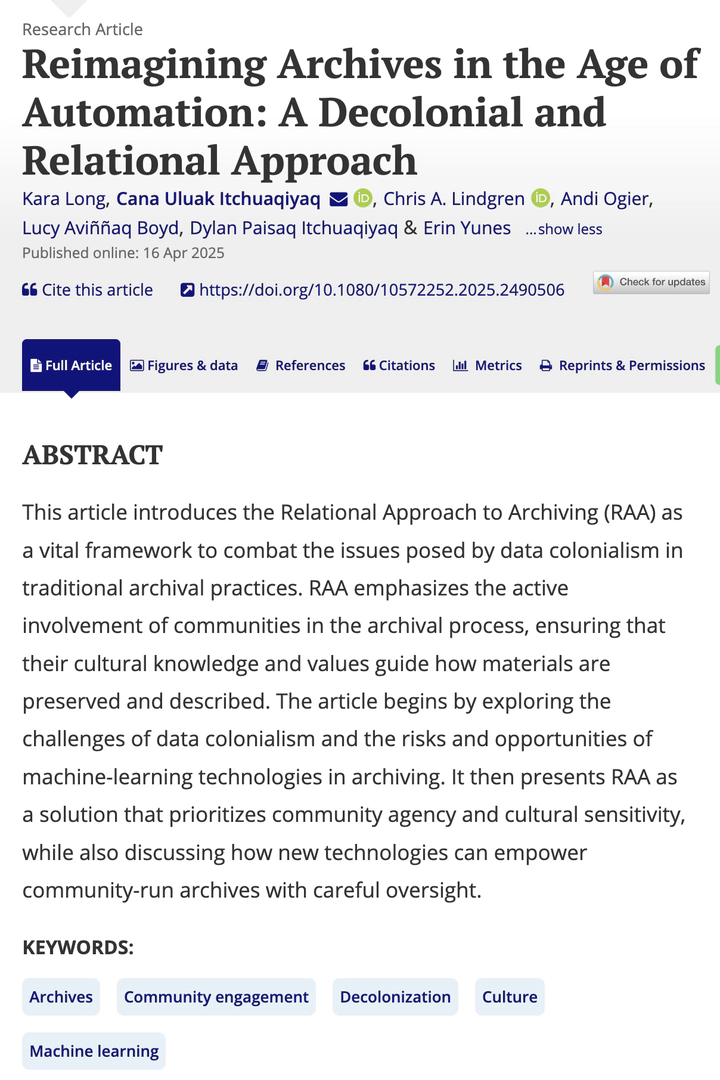 Research Article
Reimagining Archives in the Age of
Automation: A Decolonial and
Relational Approach
Kara Long, Cana Uluak Itchuaqiyaq iD, Chris A. Lindgren iD, Andi Ogier,
Lucy Aviññaq Boyd, Dylan Paisaq Itchuaqiyaq & Erin Yunes ...show less
Published online: 16 Apr 2025
Cite this article https://doi.org/10.1080/10572252.2025.2490506 Check for updates
Full Article Figures & data References Citations Metrics Reprints & Permissions
ABSTRACT
This article introduces the Relational Approach to Archiving (RAA) as
a vital framework to combat the issues posed by data colonialism in
traditional archival practices. RAA emphasizes the active
involvement of communities in the archival process, ensuring that
their cultural knowledge and values guide how materials are
preserved and described. The article begins by exploring the
challenges of data colonialism and the risks and opportunities of
machine-learning technologies in archiving. It then presents RAA as
a solution that prioritizes community agency and cultural sensitivity,
while also discussing how new technologies can empower
community-run archives with careful oversight.
KEYWORDS:
Archives Community engagement Decolonization Culture
Machine learning